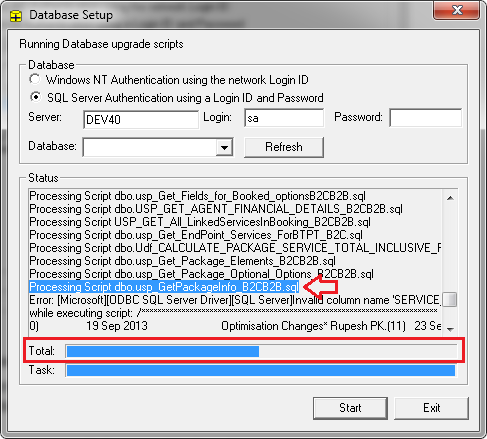 Database Setup
Running Database upgrade scripts
Database
Windows NT Authentication using the network Login ID
SQL Server Authentication using a Login ID and Password
Server: DEV40 Login: sa Password:
Database: Refresh
Status
Processing Script dbo.usp_Get_Fields_for_Booked_optionsB2CB2B.sql
Processing Script dbo.USP_GET_AGENT_FINANCIAL_DETAILS_B2CB2B.sql
Processing Script USP_GET_All_LinkedServicesInBooking_B2CB2B.sql
Processing Script dbo.usp_Get_EndPoint_Services_ForBTPT_B2C.sql
Processing Script dbo.Udf_CALCULATE_PACKAGE_SERVICE_TOTAL_INCLUSIVE_F
Processing Script dbo.usp_Get_Package_Elements_B2CB2B.sql
Processing Script dbo.usp_Get_Package_Optional_Options_B2CB2B.sql
Processing Script dbo.usp_GetPackageInfo_B2CB2B.sql
Error: [Microsoft][ODBC SQL Server Driver][SQL Server]Invalid column name 'SERVICE_
while executing script: /
0) 19 Sep 2013 Optimisation Changes* Rupesh PK.(11) 23 Se
Total:
Task:
Start Exit